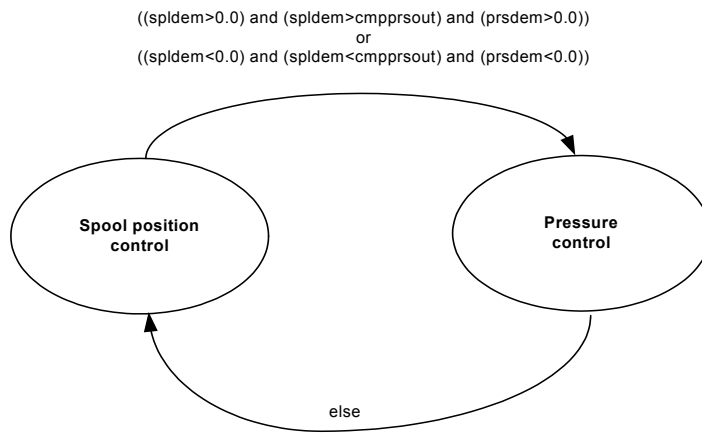 ((spldem>0.0) and (spldem>cmpprsout) and (prsdem>0.0))
or
((spldem<0.0) and (spldem<cmpprsout) and (prsdem<0.0))
Spool position
control
Pressure
control
else